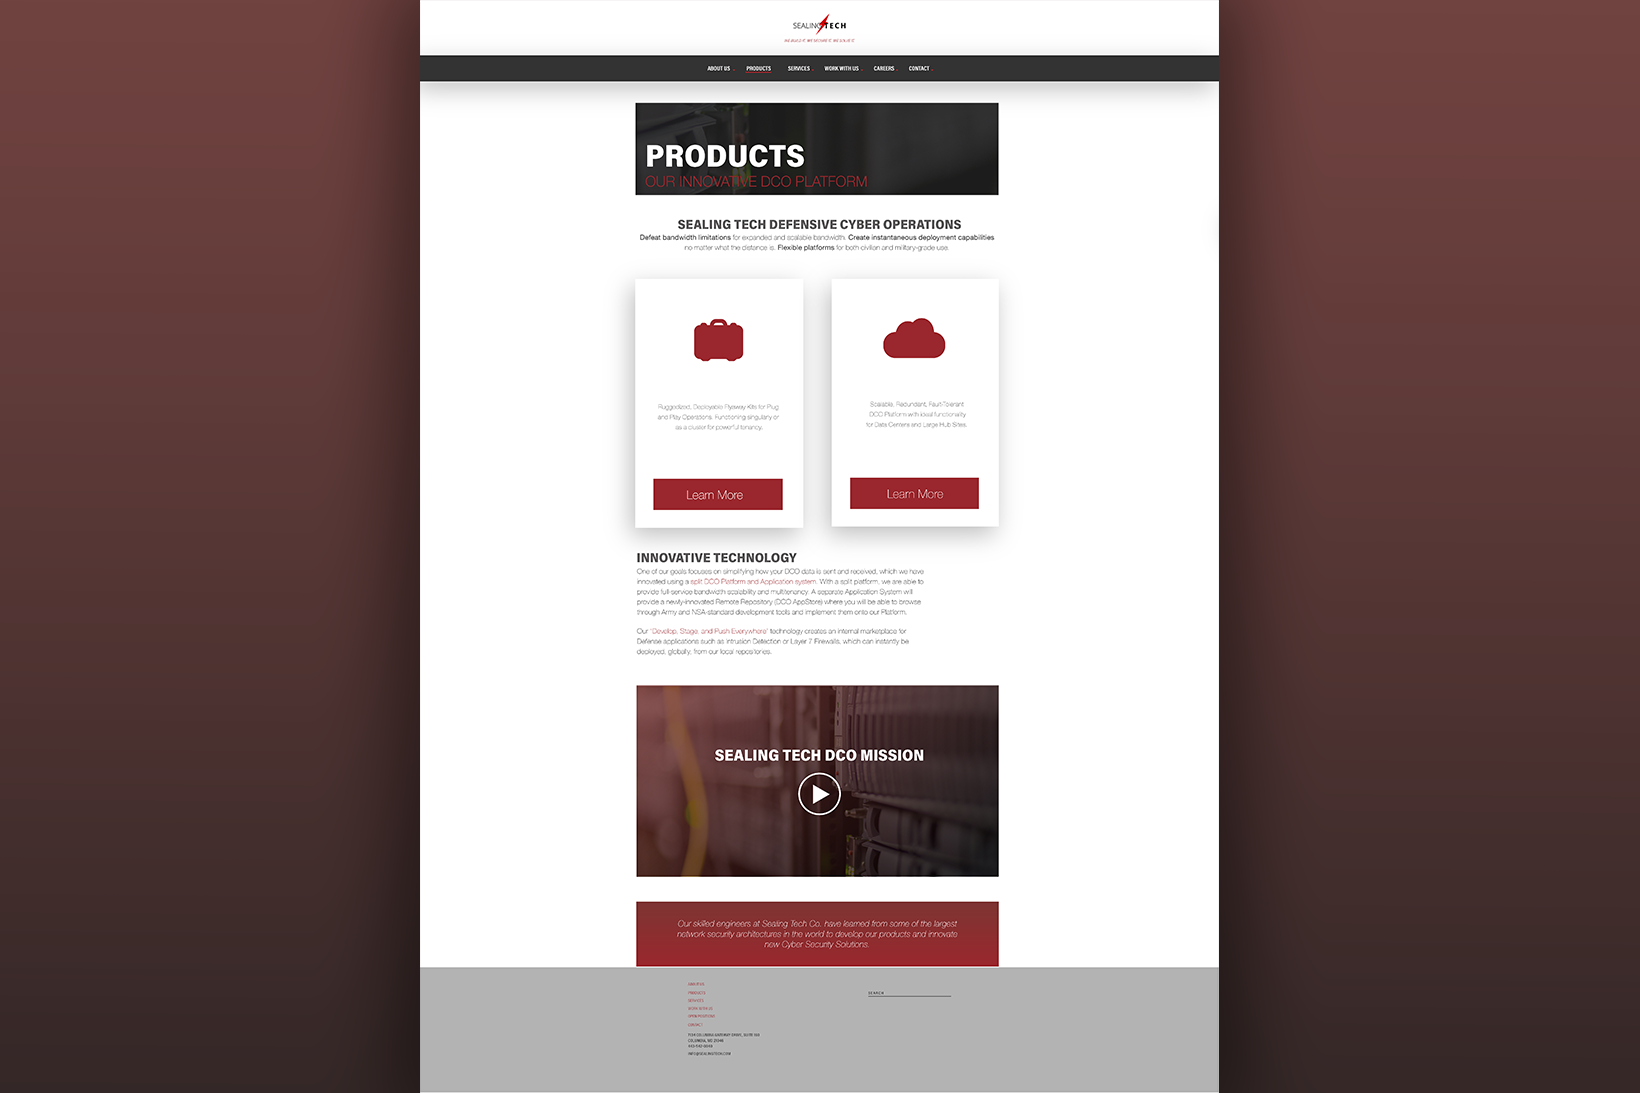 SEALING TECH
WE BUILD IT. WE SECURE IT. WE SOLVE IT.
ABOUT US PRODUCTS SERVICES WORK WITH US CAREERS CONTACT
PRODUCTS
OUR INNOVATIVE DCO PLATFORM
SEALING TECH DEFENSIVE CYBER OPERATIONS
Defeat bandwidth limitations for expanded and scalable bandwidth. Create instantaneous deployment capabilities
no matter what the distance is. Flexible platforms for both civilian and military-grade use.
Ruggedized, Deployable Flyaway Kits for Plug
and Play Operations. Functioning singularly or
as a cluster for powerful tenancy.
Learn More
Scalable, Redundant, Fault-Tolerant
DCO Platform with ideal functionality
for Data Centers and Large Hub Sites.
Learn More
INNOVATIVE TECHNOLOGY
One of our goals focuses on simplifying how your DCO data is sent and received, which we have
innovated using a split DCO Platform and Application system. With a split platform, we are able to
provide full-service bandwidth scalability and multitenancy. A separate Application System will
provide a newly-innovated Remote Repository (DCO AppStore) where you will be able to browse
through Army and NSA-standard development tools and implement them onto our Platform.
Our "Develop, Stage, and Push Everywhere" technology creates an internal marketplace for
Defense applications such as Intrusion Detection or Layer 7 Firewalls, which can instantly be
deployed, globally, from our local repositories.
SEALING TECH DCO MISSION
Our skilled engineers at Sealing Tech Co. have learned from some of the largest
network security architectures in the world to develop our products and innovate
new Cyber Security Solutions.
ABOUT US
PRODUCTS
SERVICES
WORK WITH US
OPEN POSITIONS
CONTACT
COLUMBIA GATEWAY DRIVE, SUITE
COLUMBIA, MD
INFO@SEALINGTECH.COM
SEARCH